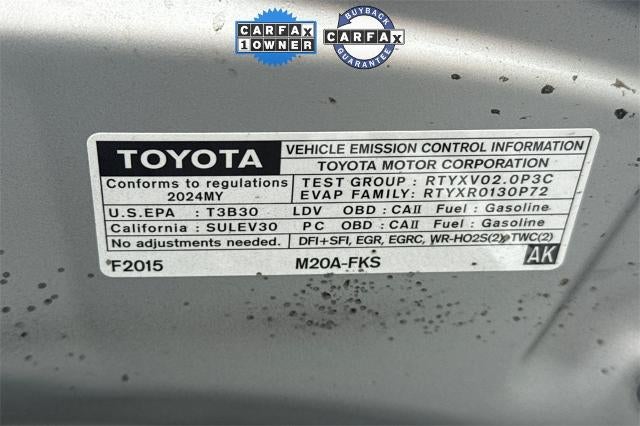 CARFAX
1 OWNER
BUYBACK
CARFAX
GUARANTEE
TOYOTA
VEHICLE EMISSION CONTROL INFORMATION
TOYOTA MOTOR CORPORATION
Conforms to regulations
2024MY
TEST GROUP : RTYXV02.0P3C
EVAP FAMILY: RTYXR0130P72
U.S.EPA : T3B30 LDV OBD : CAII Fuel : Gasoline
California : SULEV30 PC OBD : CAII Fuel : Gasoline
No adjustments needed. DFI+SFI, EGR, EGRC, WR-HO2S(2), TWC(2)
F2015 M20A-FKS AK